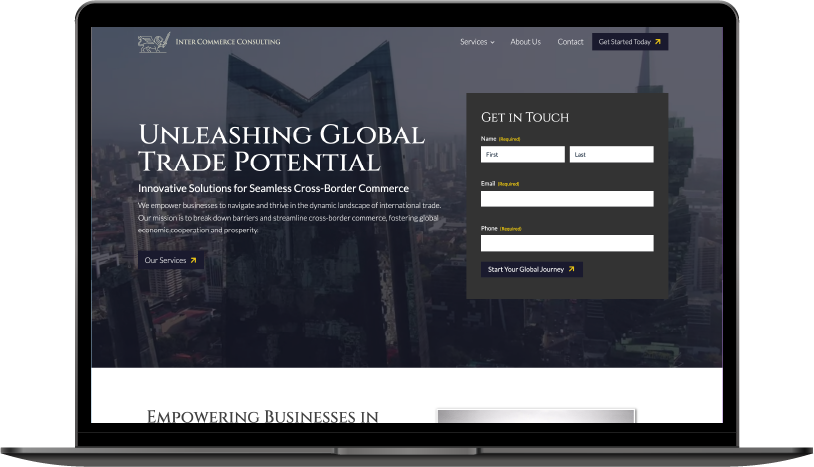 Inter Commerce Consulting
Services
About Us
Contact
Get Started Today
Unleashing Global
Trade Potential
Innovative Solutions for Seamless Cross-Border Commerce
We empower businesses to navigate and thrive in the dynamic landscape of international trade.
Our mission is to break down barriers and streamline cross-border commerce, fostering global
economic cooperation and prosperity.
Our Services
Get in Touch
Name (Required)
First
Last
Email (Required)
Phone (Required)
Start Your Global Journey
Empowering Businesses in